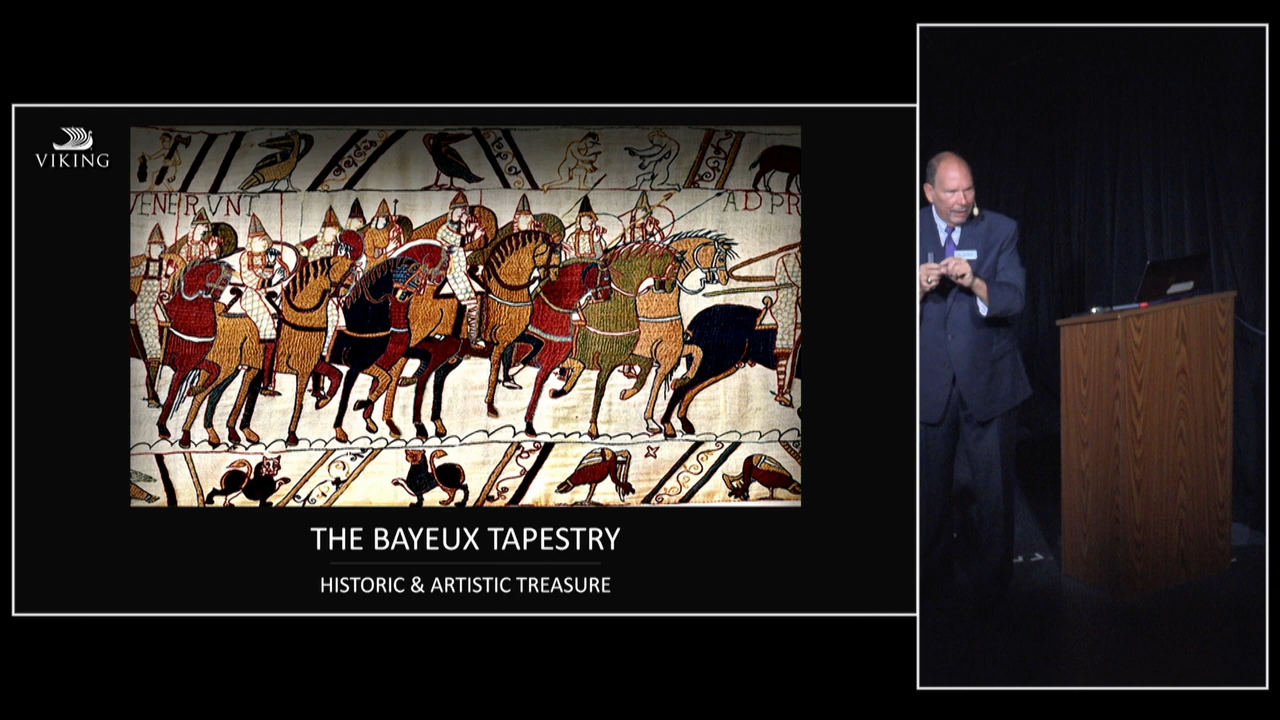 VIKING
VENERVNT
AD PR
THE BAYEUX TAPESTRY
HISTORIC & ARTISTIC TREASURE